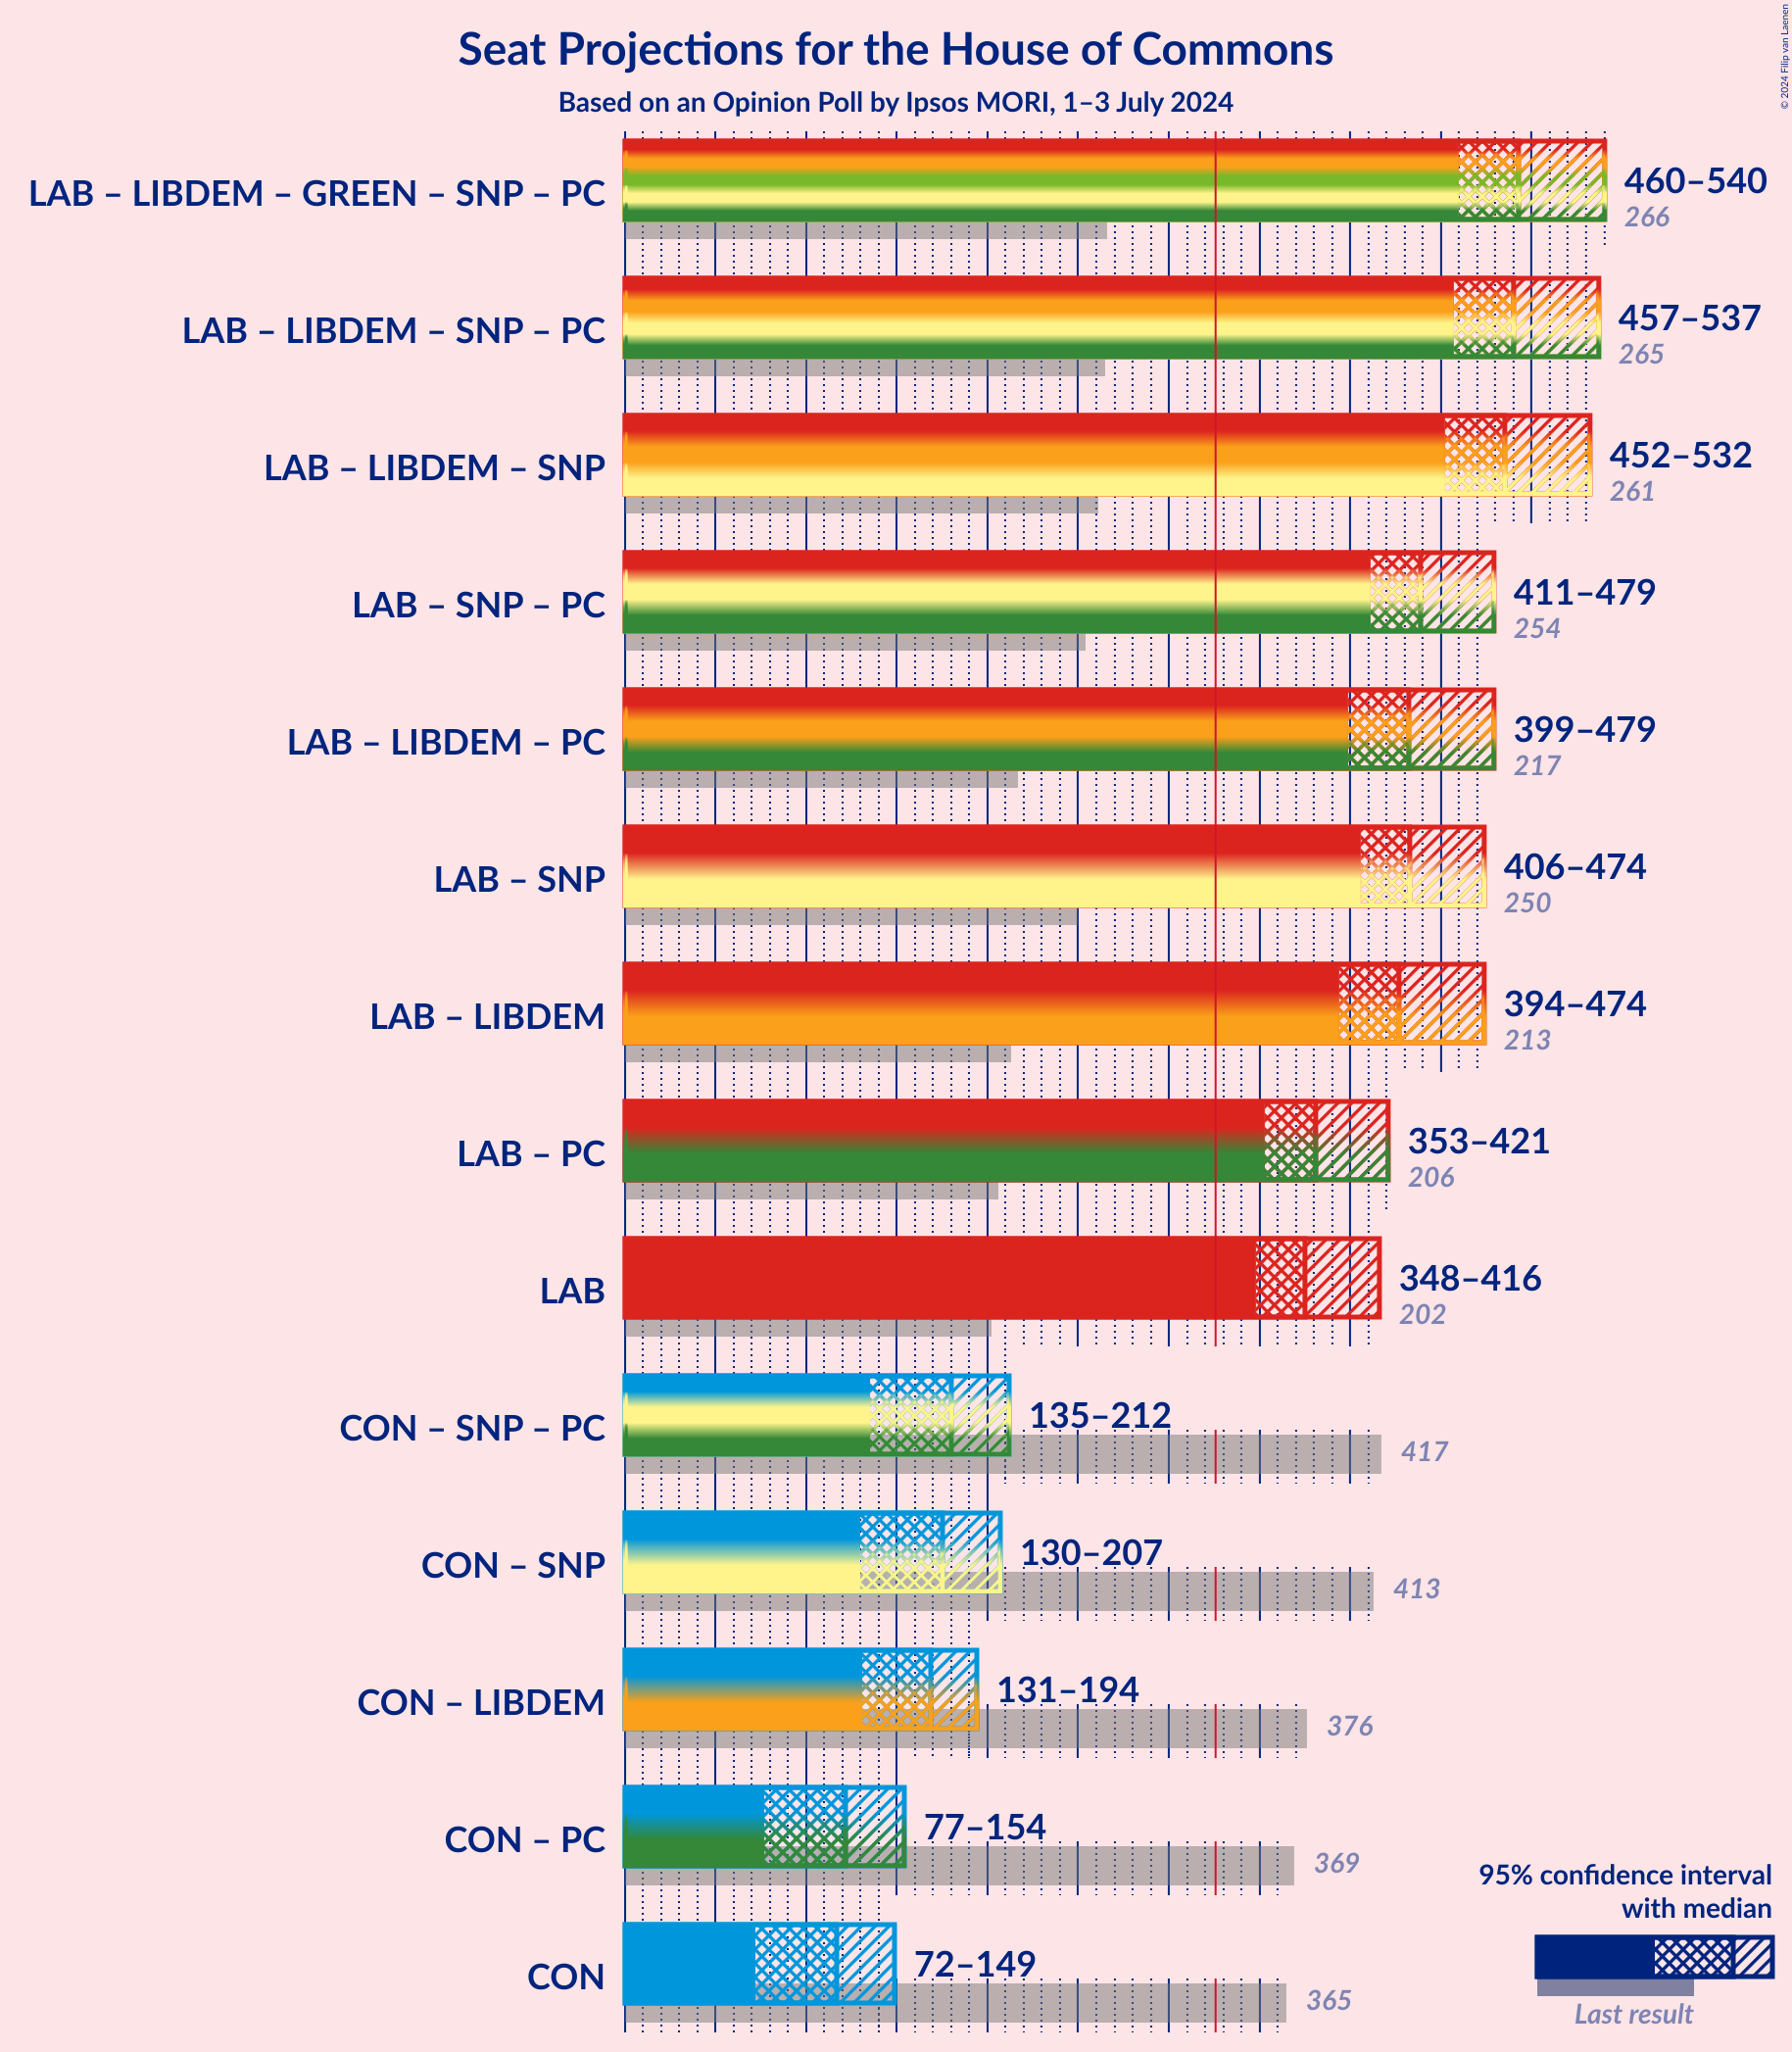 Seat Projections for the House of Commons
Based on an Opinion Poll by Ipsos MORI, 1–3 July 2024
© 2024 Filip van Laenen
LAB – LIBDEM – GREEN – SNP – PC
460–540
266
LAB – LIBDEM – SNP – PC
457–537
265
LAB – LIBDEM – SNP
452–532
261
LAB – SNP – PC
411–479
254
LAB – LIBDEM – PC
399–479
217
LAB – SNP
406–474
250
LAB – LIBDEM
394–474
213
LAB – PC
353–421
206
LAB
348–416
202
CON – SNP – PC
135–212
417
CON – SNP
130–207
413
CON – LIBDEM
131–194
376
CON – PC
77–154
369
CON
72–149
365
95% confidence interval
with median
Last result